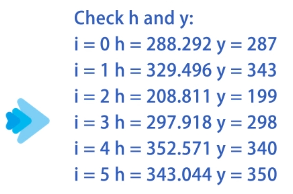 Check h and y:
i = 0 h = 288.292 y = 287
i = 1 h = 329.496 y = 343
i = 2 h = 208.811 y = 199
i = 3 h = 297.918 y = 298
i = 4 h = 352.571 y = 340
i = 5 h = 343.044 y = 350